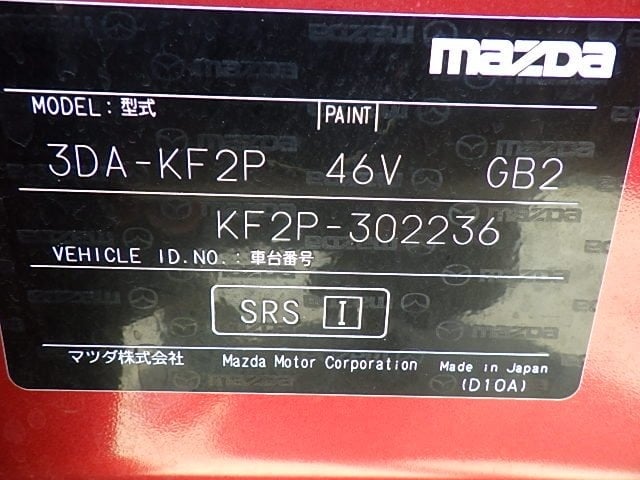 mazda
MODEL : 型式 PAINT
3DA-KF2P 46V GB2
KF2P-302236
VEHICLE ID.NO. : 車台番号
SRS I
マツダ株式会社 Mazda Motor Corporation Made in Japan
(D10A)